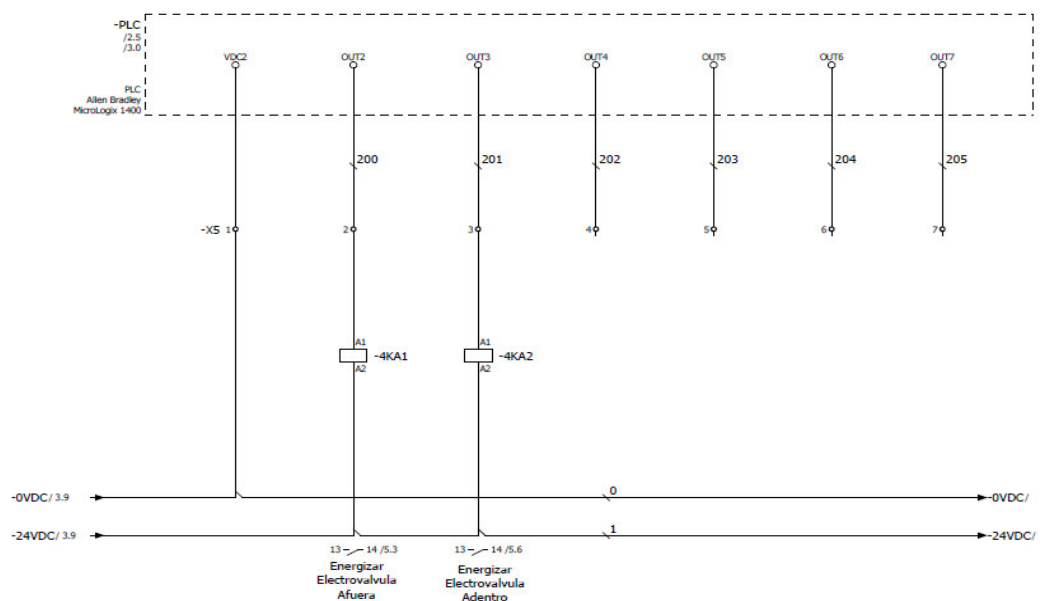 -PLC
/2.5
/3.0
VDC2 OUT2 OUT3 OUT4 OUT5 OUT6 OUT7
PLC
Allen Bradley
MicroLogix 1400
200 201 202 203 204 205
-X5 1 2 3 4 5 6 7
A1 A1
-4KA1 -4KA2
A2 A2
-0VDC/ 3.9 0 -0VDC/
-24VDC/ 3.9 1 -24VDC/
13 14 /5.3 13 14 /5.6
Energizar Energizar
Electrovalvula Electrovalvula
Afuera Adentro